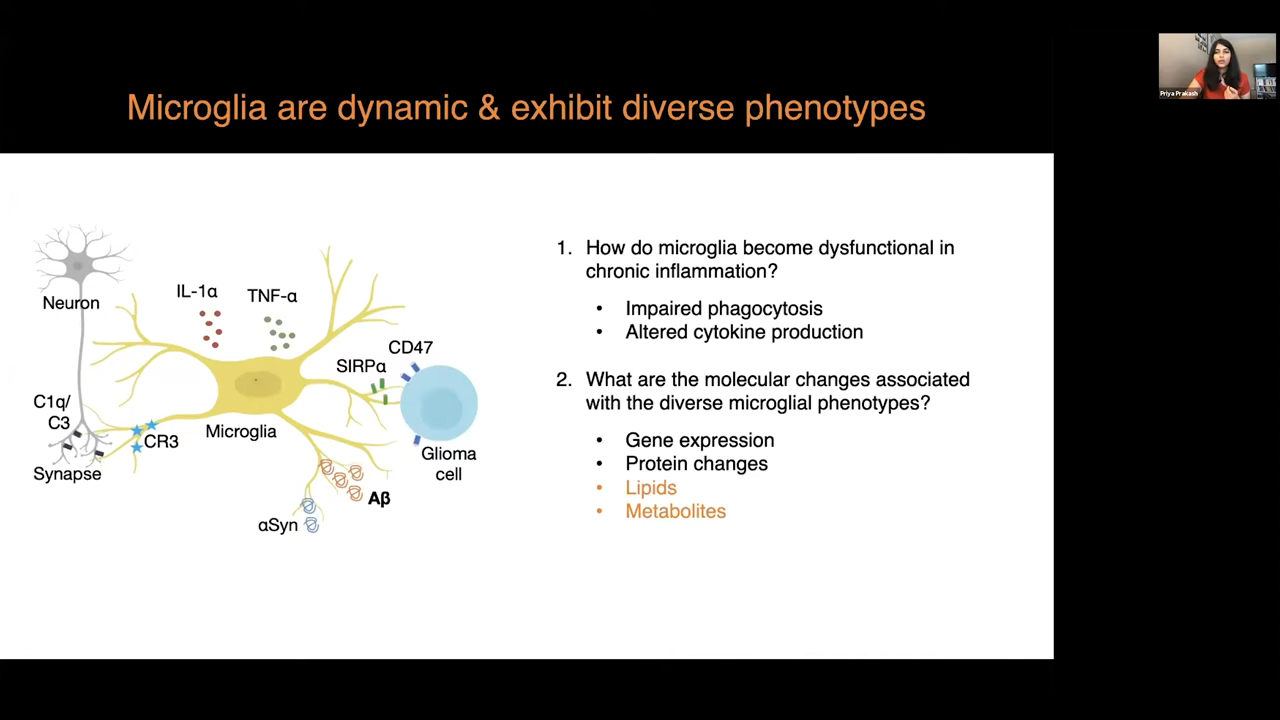 Microglia are dynamic & exhibit diverse phenotypes
Priya Prakash
Neuron
IL-1α
TNF-α
CD47
SIRPα
C1q/
C3
CR3
Synapse
Microglia
Glioma
cell
Aβ
αSyn
1. How do microglia become dysfunctional in
chronic inflammation?
• Impaired phagocytosis
• Altered cytokine production
2. What are the molecular changes associated
with the diverse microglial phenotypes?
• Gene expression
• Protein changes
• Lipids
• Metabolites